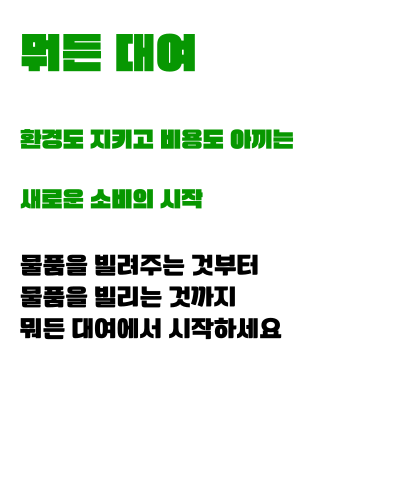 뭐든 대여
환경도 지키고 비용도 아끼는
새로운 소비의 시작
물품을 빌려주는 것부터
물품을 빌리는 것까지
뭐든 대여에서 시작하세요